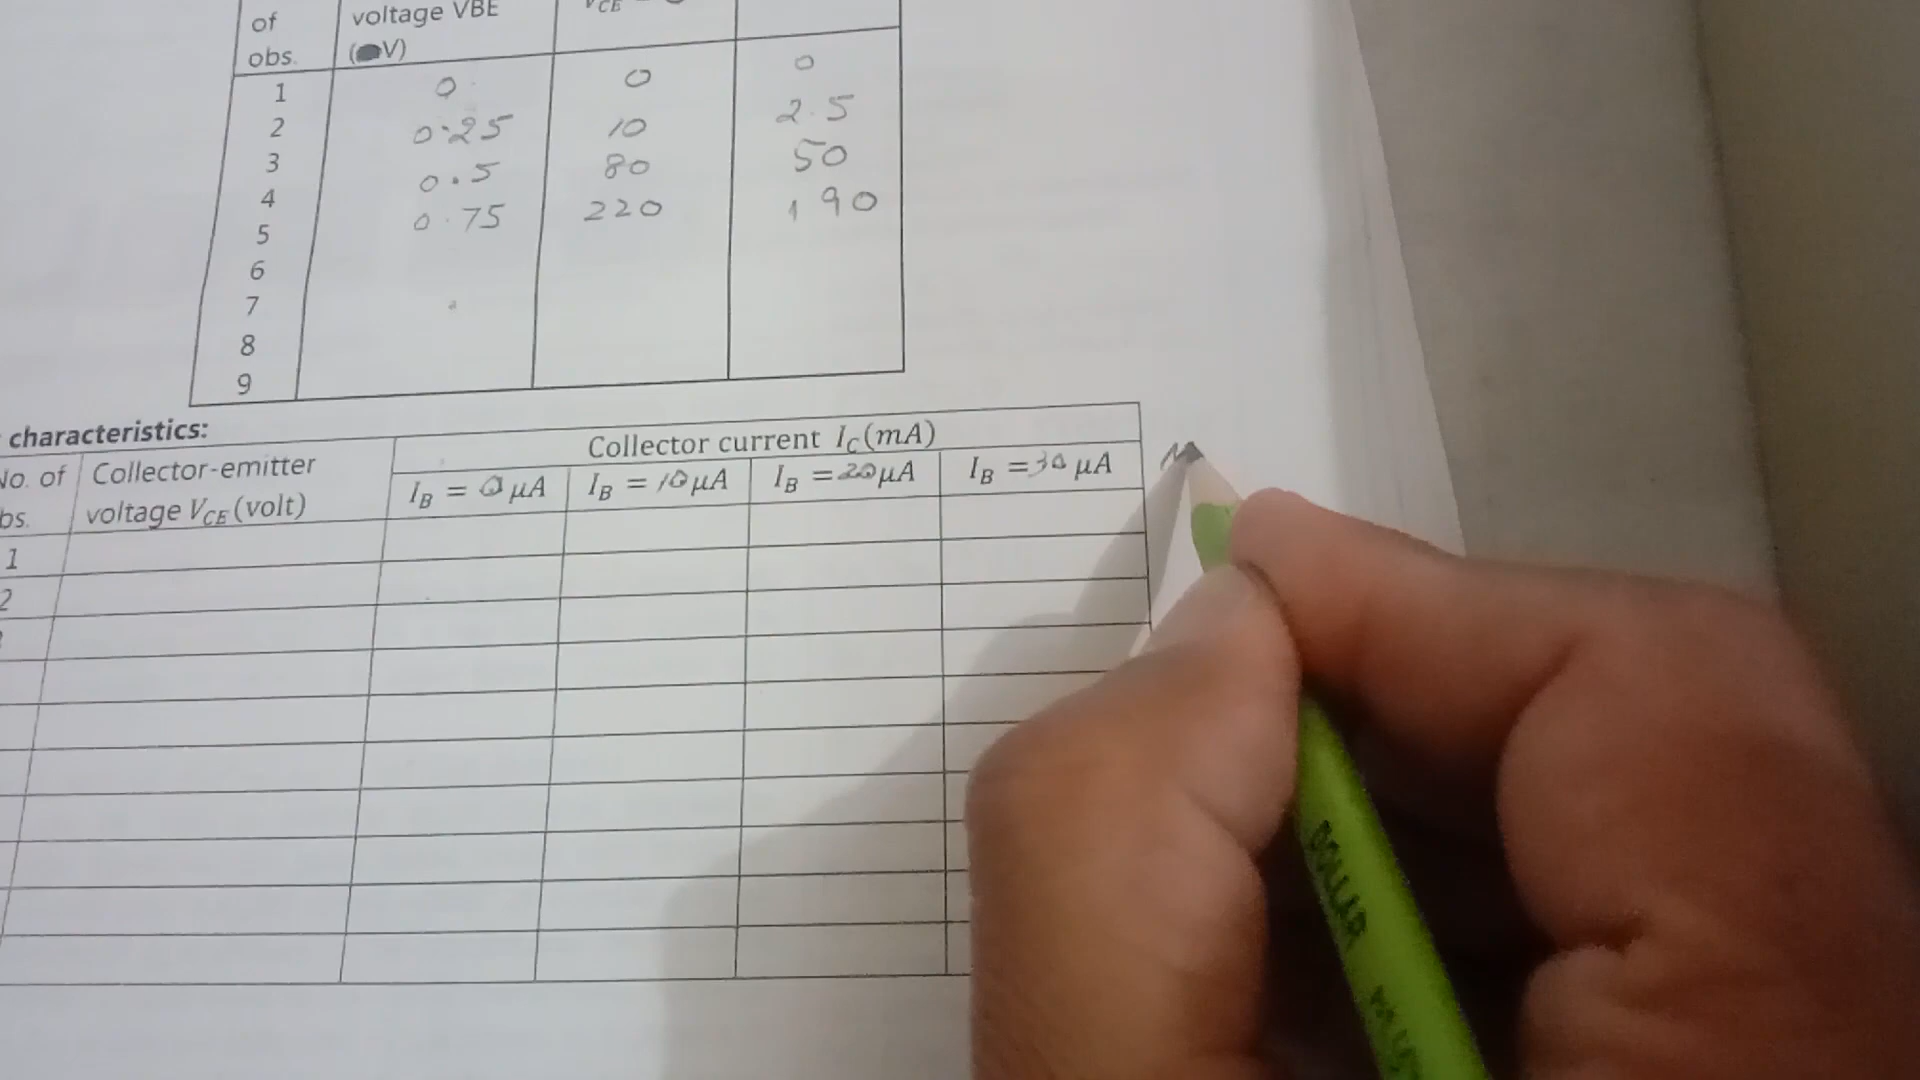 of
obs.
voltage VBE
V)
1 0 0 0
2 0.25 10 2.5
3 0.5 80 50
4 0.75 220 190
5
6
7
8
9
characteristics:
No. of
bs.
Collector-emitter
voltage VCE (volt)
Collector current IC(mA)
IB = 0 μA IB = 10 μA IB = 20 μA IB = 30 μA
1
2
DOLLAR